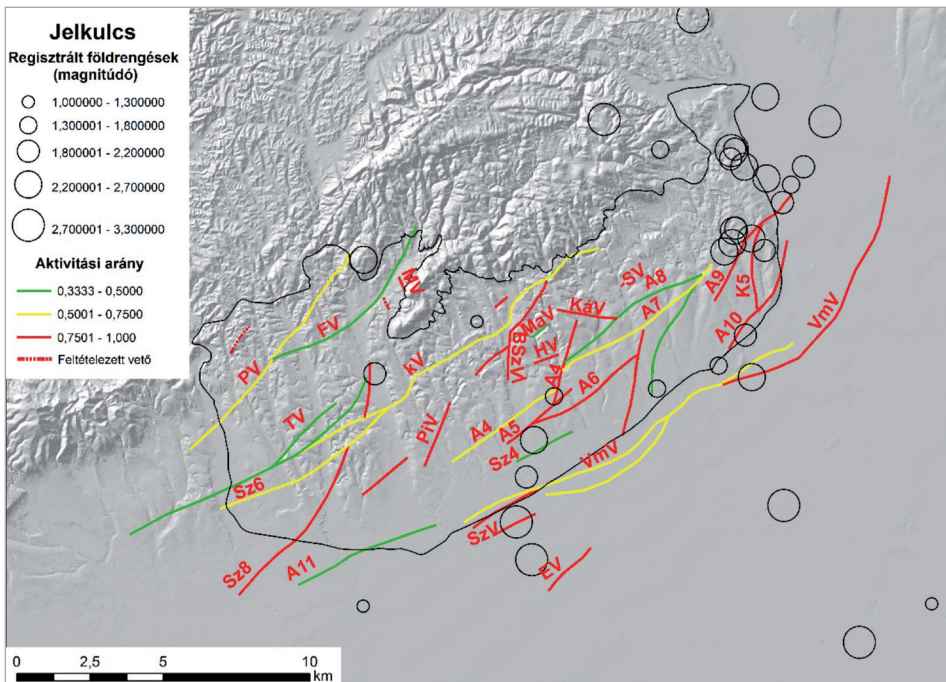 Jelkulcs
Regisztrált földrengések
(magnitúdó)
1,000000 - 1,300000
1,300001 - 1,800000
1,800001 - 2,200000
2,200001 - 2,700000
2,700001 - 3,300000
Aktivitási arány
0,3333 - 0,5000
0,5001 - 0,7500
0,7501 - 1,000
Feltételezett vető
PV
FV
MV
kV
TV
Sz6
Sz8
A11
PiV
A4
A5
Sz4
BSzV
MaV
HV
A4
KáV
SV
A8
A7
A6
A9
K5
A10
VmV
VmV
SzV
EV
0 2,5 5 10
km